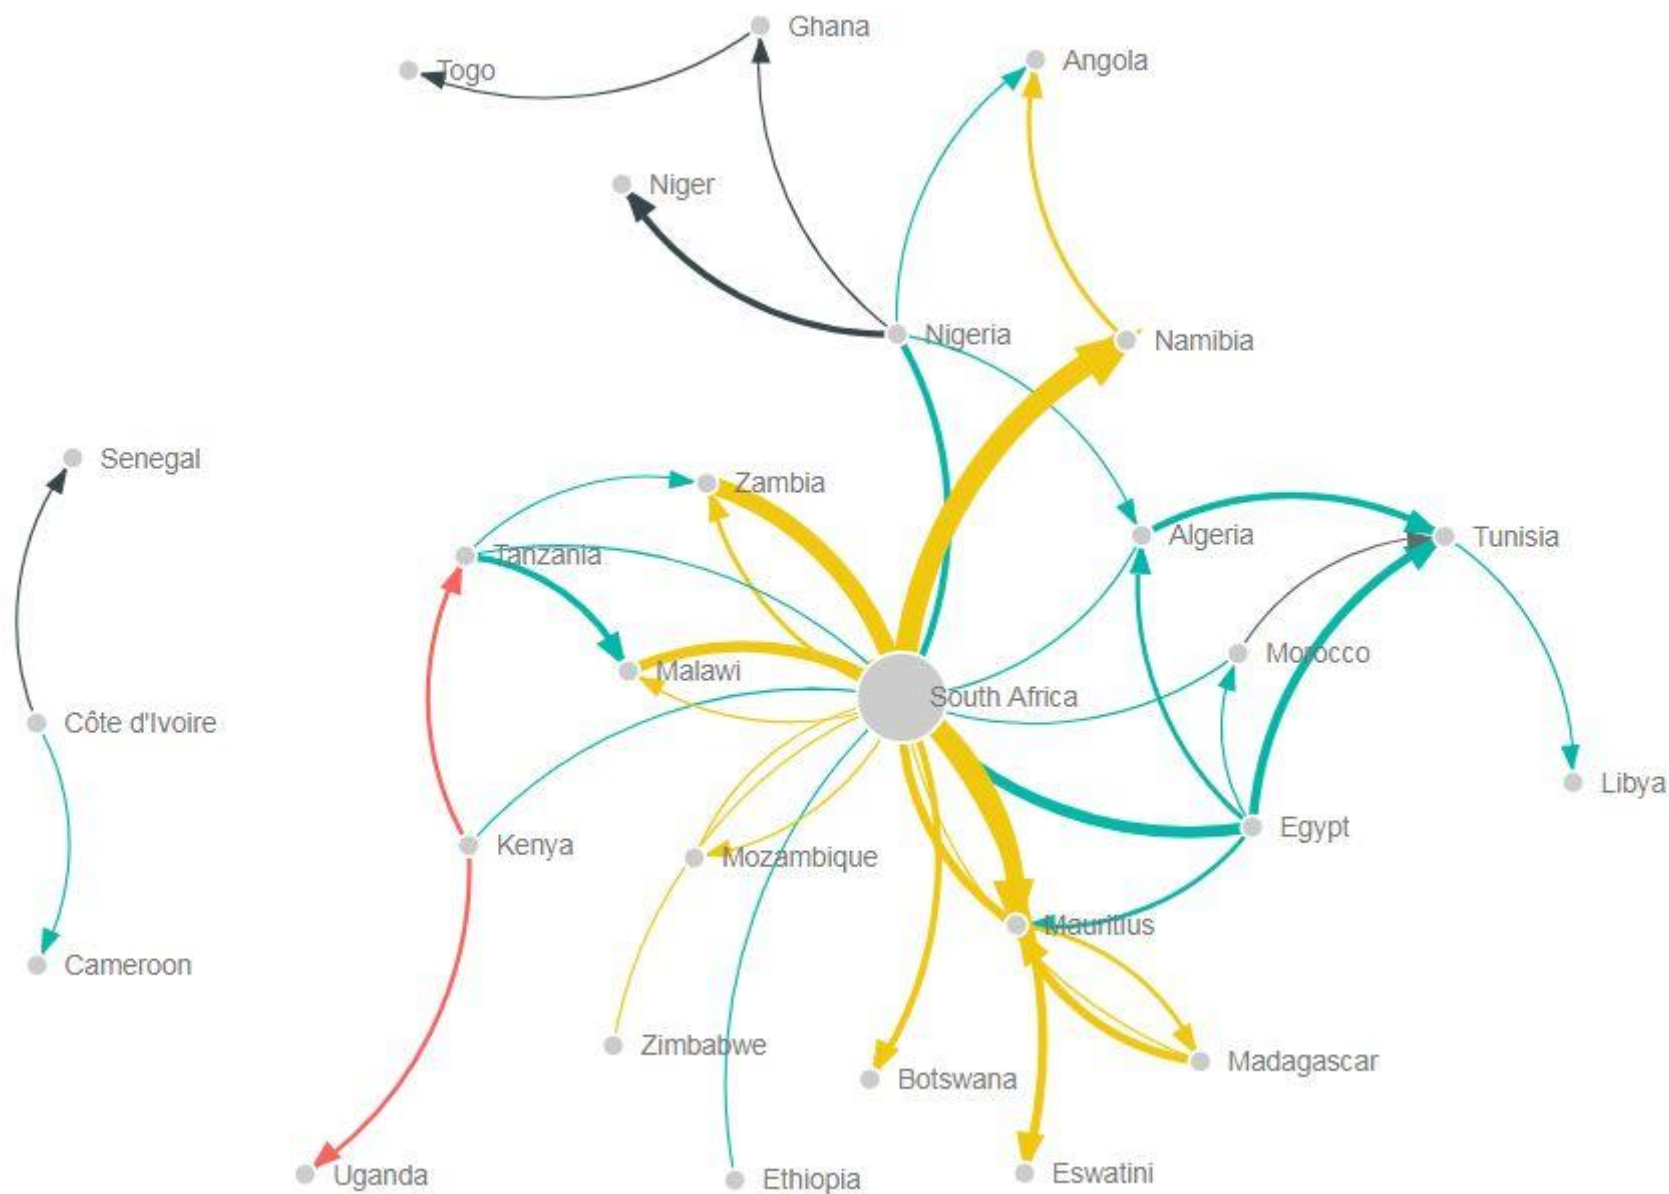 Ghana
Togo
Angola
Niger
Nigeria
Namibia
Senegal
Zambia
Tanzania
Algeria
Tunisia
Malawi
Morocco
South Africa
Côte d'Ivoire
Libya
Kenya
Mozambique
Egypt
Mauritius
Cameroon
Zimbabwe
Botswana
Madagascar
Uganda
Ethiopia
Eswatini